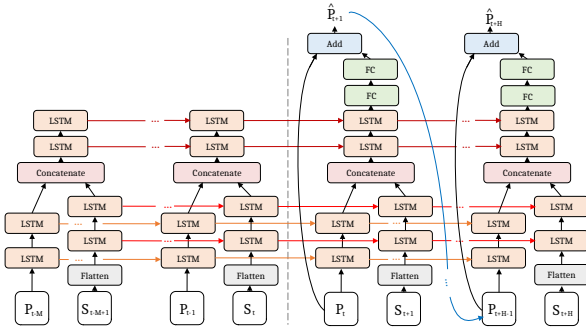 P̂t+1 P̂t+H
Add Add
FC FC
FC FC
LSTM ... LSTM LSTM ... LSTM
LSTM ... LSTM LSTM ... LSTM
Concatenate Concatenate Concatenate Concatenate
LSTM ... LSTM LSTM ... LSTM
LSTM ... LSTM LSTM ... LSTM
LSTM ... LSTM LSTM ... LSTM
LSTM ... LSTM LSTM ... LSTM
Flatten Flatten Flatten ... Flatten
Pt-M St-M+1 Pt-1 St Pt St+1 Pt+H-1 St+H